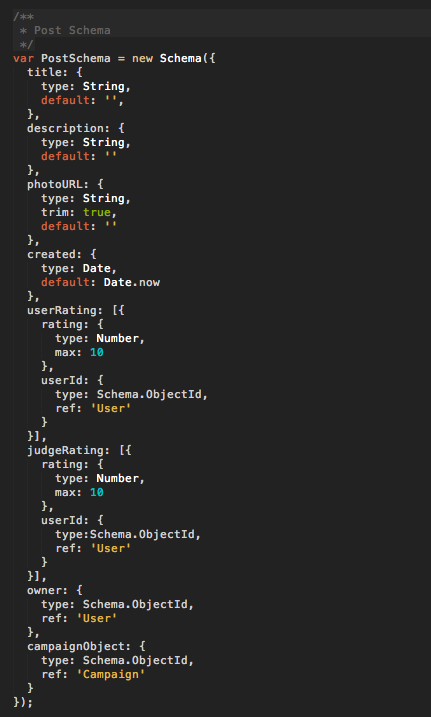 /**
 * Post Schema
 */
var PostSchema = new Schema({
  title: {
    type: String,
    default: '',
  },
  description: {
    type: String,
    default: ''
  },
  photoURL: {
    type: String,
    trim: true,
    default: ''
  },
  created: {
    type: Date,
    default: Date.now
  },
  userRating: [{
    rating: {
      type: Number,
      max: 10
    },
    userId: {
      type: Schema.ObjectId,
      ref: 'User'
    }
  }],
  judgeRating: [{
    rating: {
      type: Number,
      max: 10
    },
    userId: {
      type:Schema.ObjectId,
      ref: 'User'
    }
  }],
  owner: {
    type: Schema.ObjectId,
    ref: 'User'
  },
  campaignObject: {
    type: Schema.ObjectId,
    ref: 'Campaign'
  }
});